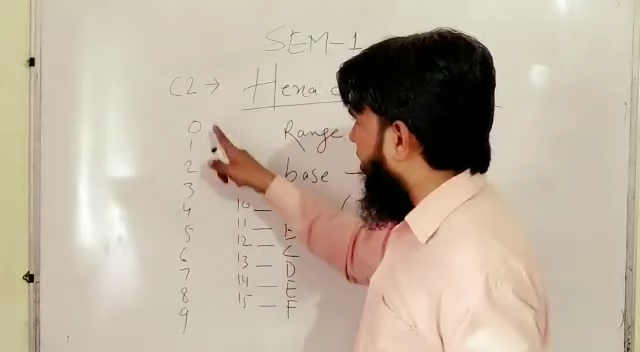 SEM-1
C2 → Hexa
0
1
2
3
4
5
6
7
8
9
Range
base →
10 —
11 — B
12 — C
13 — D
14 — E
15 — F